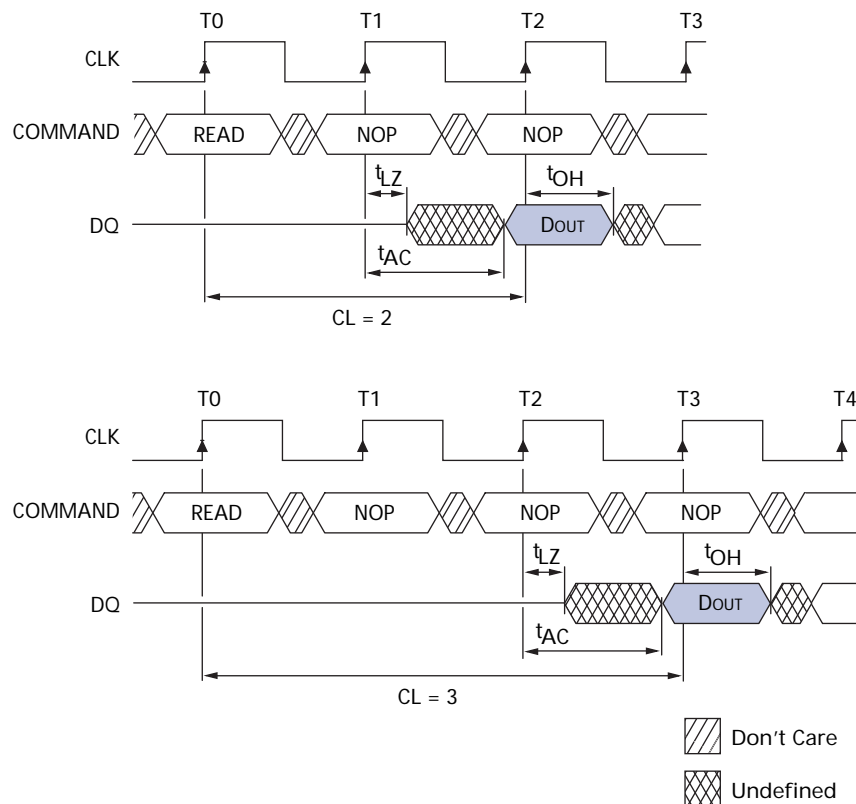 T0 T1 T2 T3
CLK
COMMAND READ NOP NOP
tLZ tOH
DQ DOUT
tAC
CL = 2
T0 T1 T2 T3 T4
CLK
COMMAND READ NOP NOP NOP
tLZ tOH
DQ DOUT
tAC
CL = 3
Don't Care
Undefined